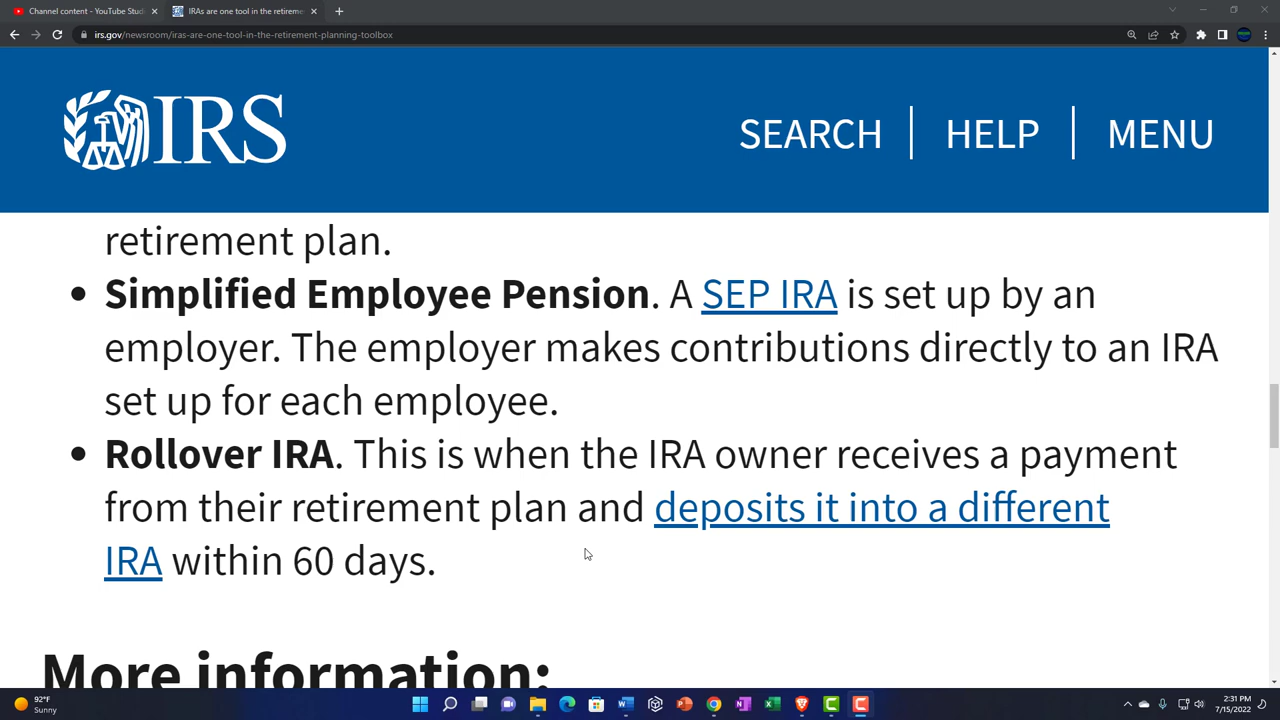 Channel content - YouTube Stud
IRAs are one tool in the retireme
irs.gov/newsroom/iras-are-one-tool-in-the-retirement-planning-toolbox
IRS
SEARCH
HELP
MENU
retirement plan.
• Simplified Employee Pension. A SEP IRA is set up by an
employer. The employer makes contributions directly to an IRA
set up for each employee.
• Rollover IRA. This is when the IRA owner receives a payment
from their retirement plan and deposits it into a different
IRA within 60 days.
More information:
92°F
Sunny
2:31 PM
7/15/2022